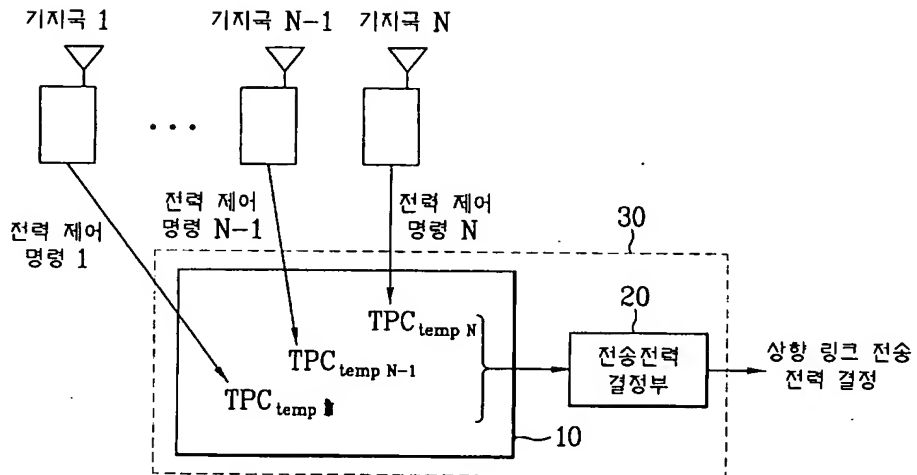 기지국 1
기지국 N-1
기지국 N
전력 제어
명령 1
전력 제어
명령 N-1
전력 제어
명령 N
30
TPC temp N
TPC temp N-1
TPC temp
10
20
전송전력
결정부
상향 링크 전송
전력 결정